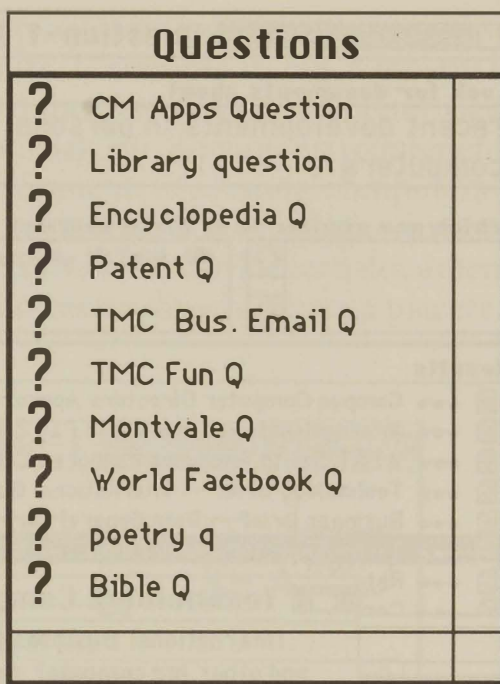 Questions
? CM Apps Question
? Library question
? Encyclopedia Q
? Patent Q
? TMC Bus. Email Q
? TMC Fun Q
? Montvale Q
? World Factbook Q
? poetry q
? Bible Q